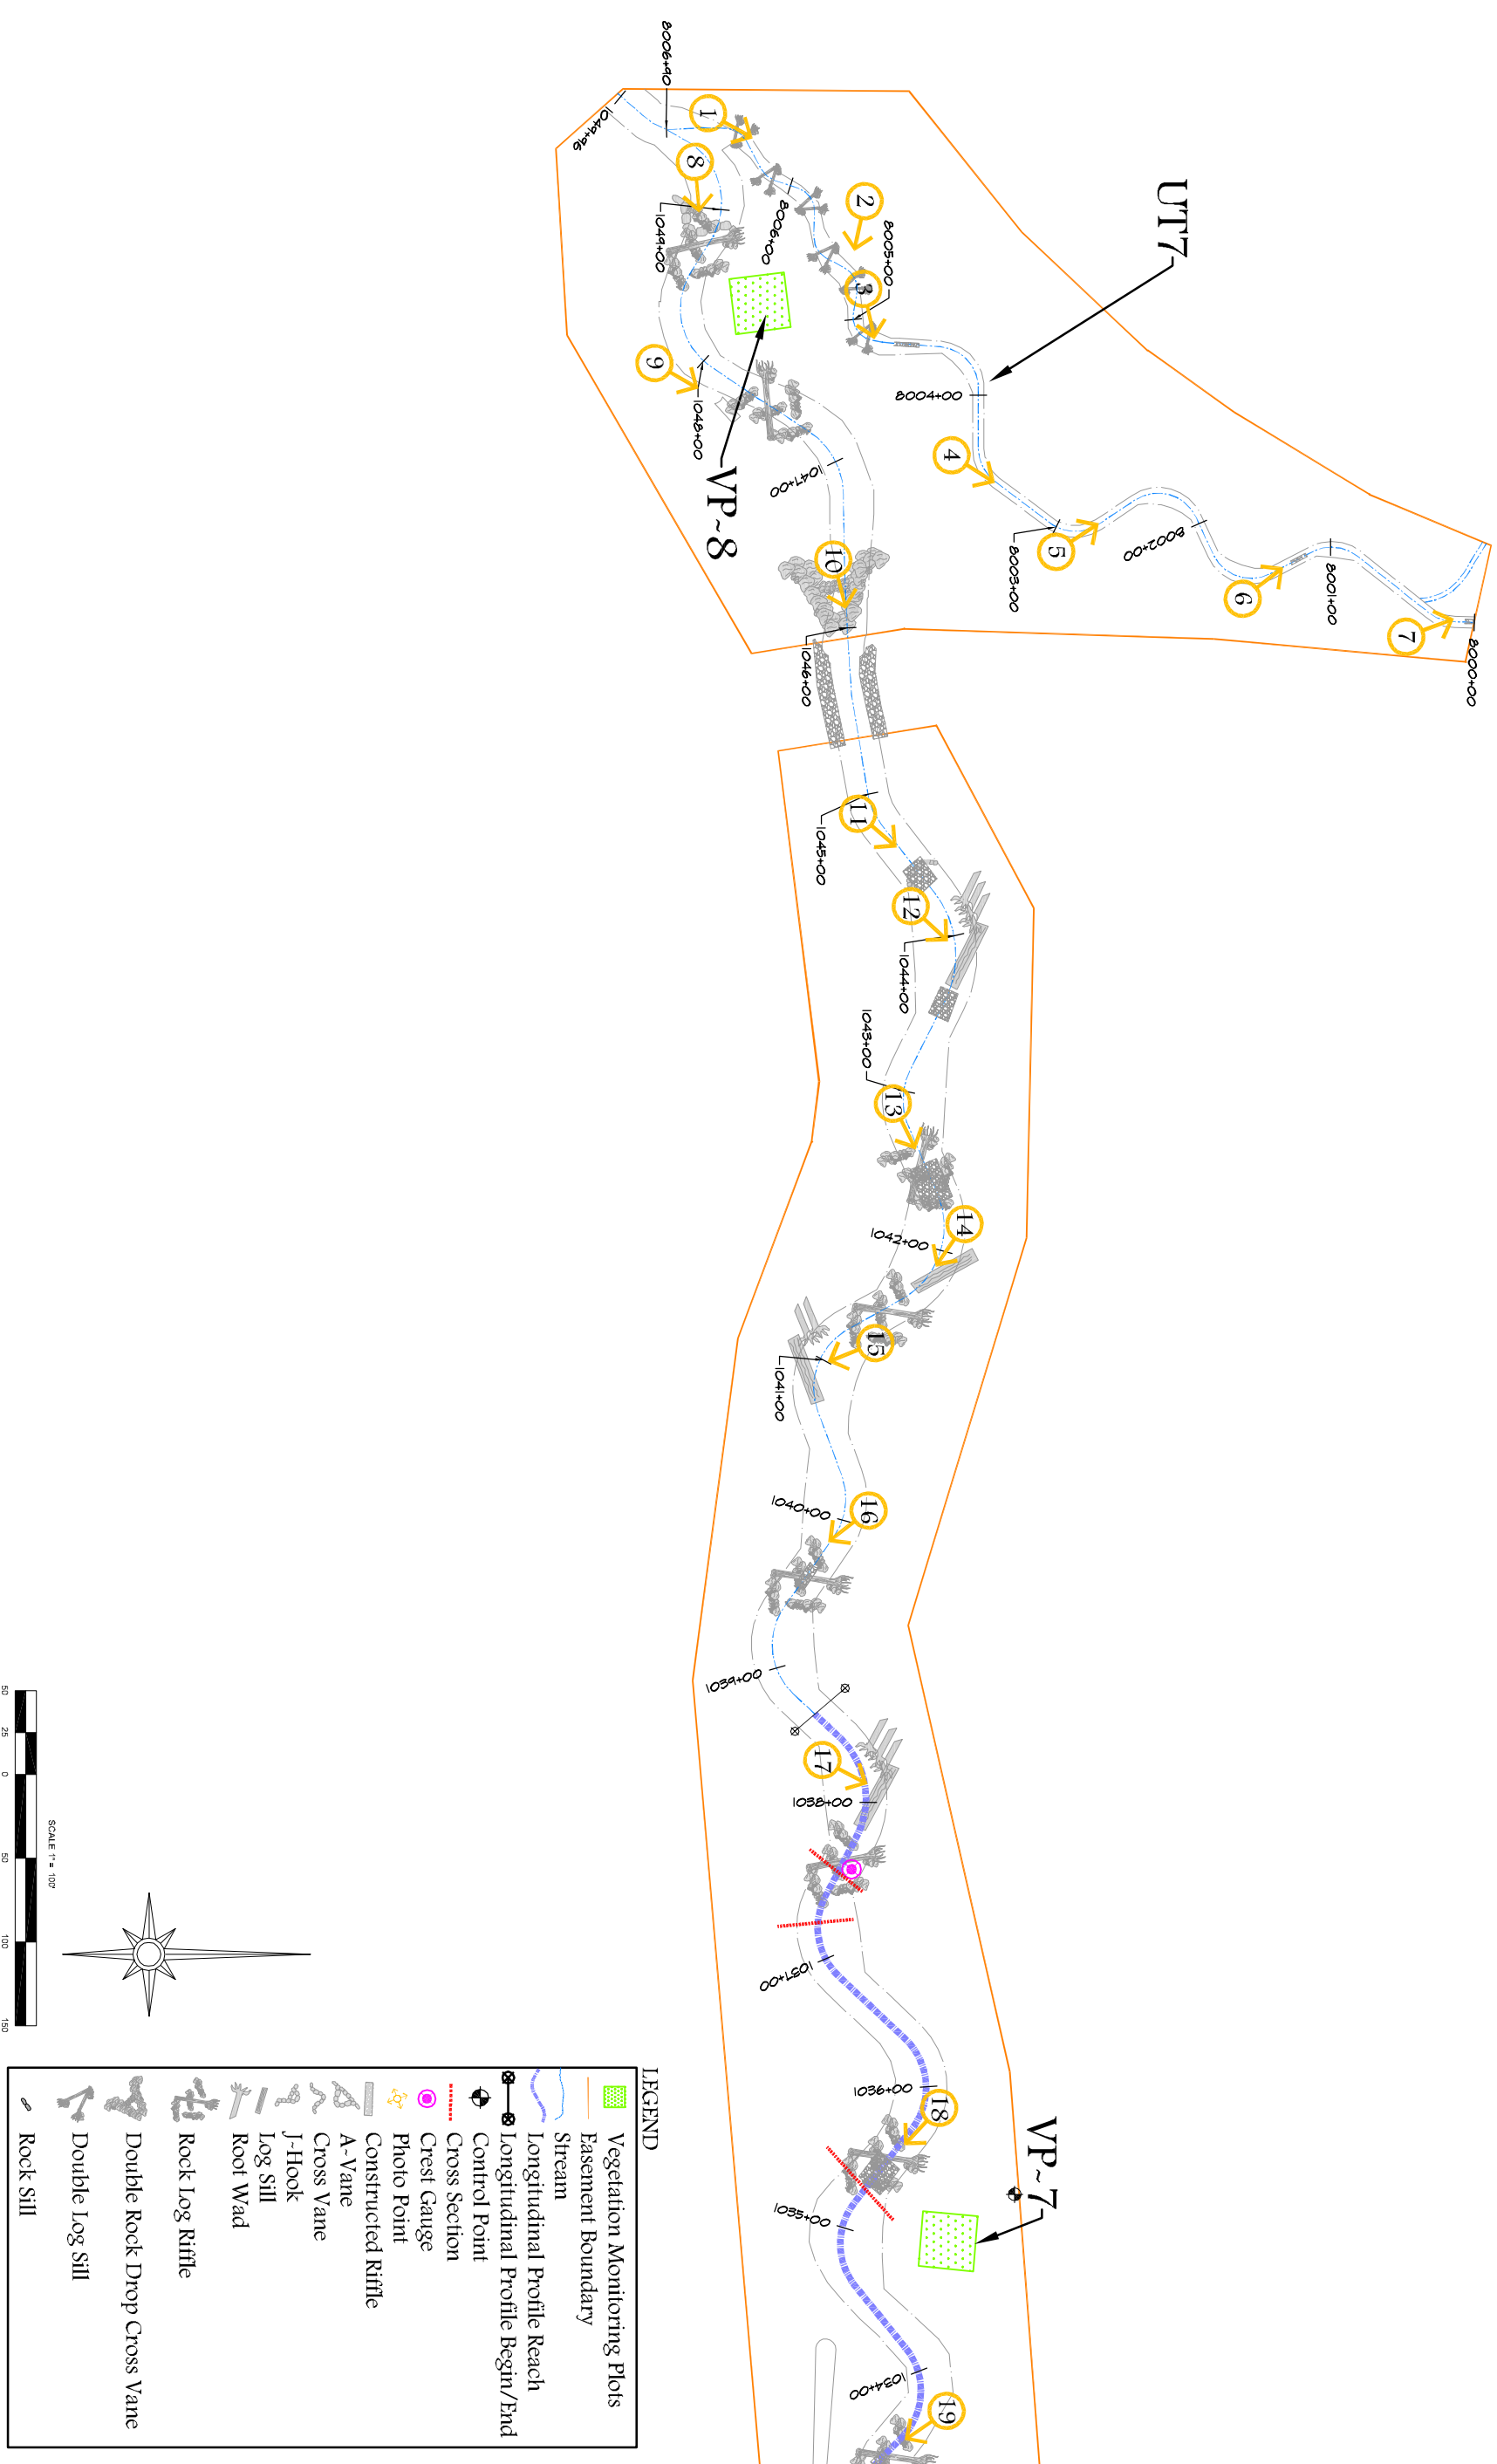 UT7
8006+90
1049+96
8006+00
8005+00
8004+00
8003+00
8002+00
8001+00
8000+00
1049+00
1048+00
1047+00
1046+00
1045+00
1044+00
1043+00
1042+00
1041+00
1040+00
1039+00
1038+00
1037+00
1036+00
1035+00
1034+00
1
2
3
4
5
6
7
8
9
10
11
12
13
14
15
16
17
18
19
VP~8
VP~7
SCALE 1" = 100'
50 25 0 50 100 150
LEGEND
Vegetation Monitoring Plots
Easement Boundary
Stream
Longitudinal Profile Reach
Longitudinal Profile Begin/End
Control Point
Cross Section
Crest Gauge
Photo Point
Constructed Riffle
A~Vane
Cross Vane
J~Hook
Log Sill
Root Wad
Rock Log Riffle
Double Rock Drop Cross Vane
Double Log Sill
Rock Sill